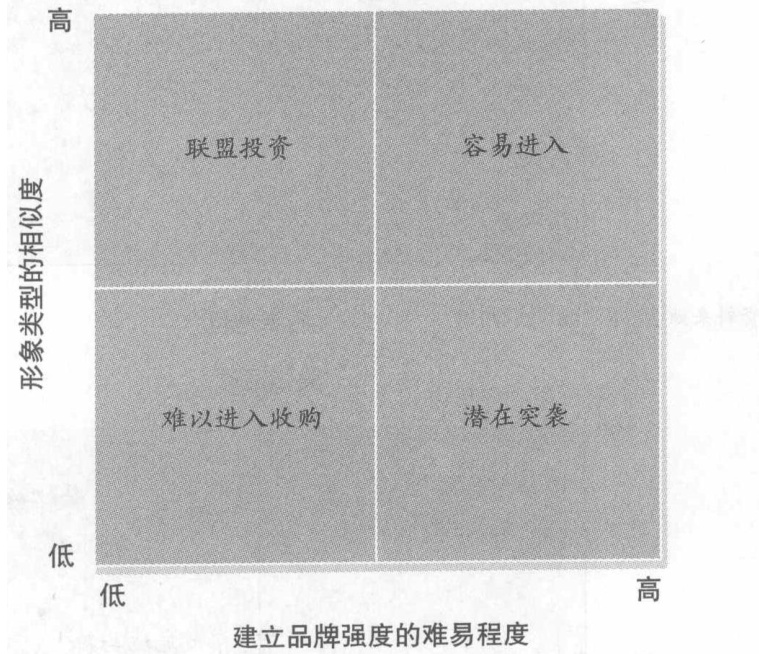 高
联盟投资
容易进入
形象类型的相似度
难以进入收购
潜在突袭
低
低
高
建立品牌强度的难易程度